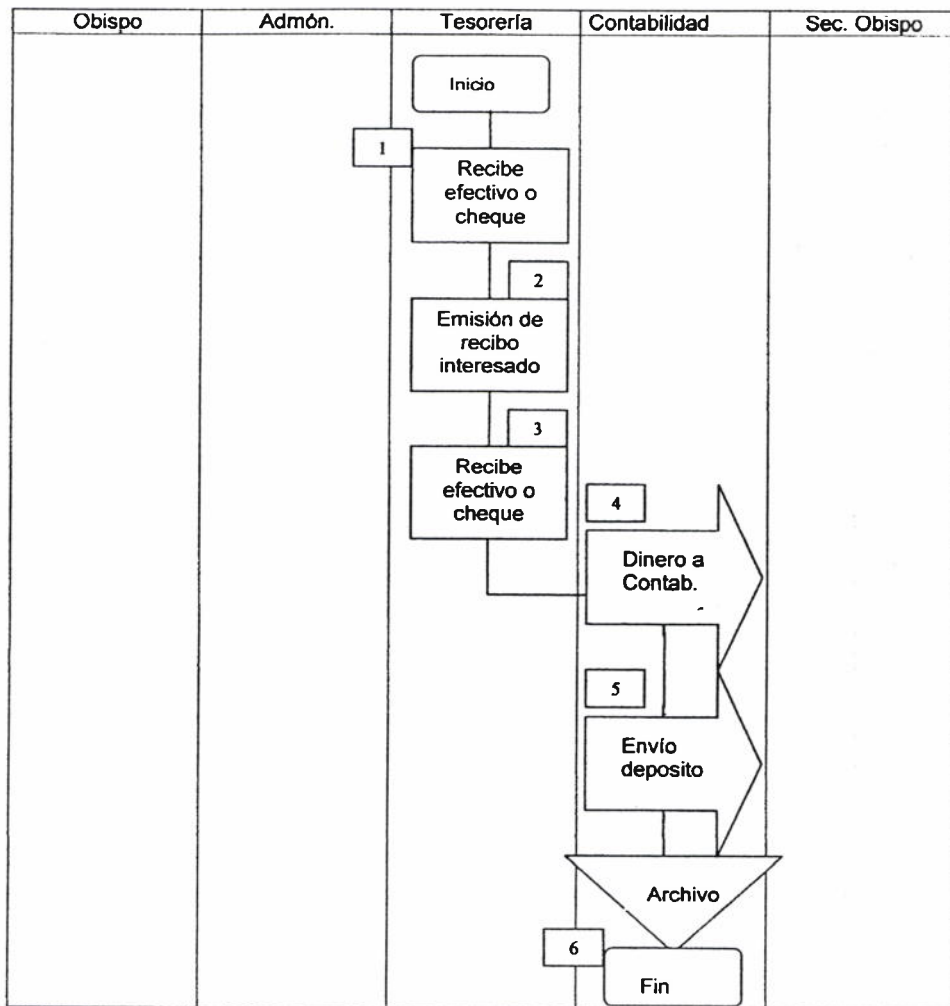 Obispo Admón. Tesorería Contabilidad Sec. Obispo
Inicio
1
Recibe
efectivo o
cheque
2
Emisión de
recibo
interesado
3
Recibe
efectivo o
cheque
4
Dinero a
Contab.
5
Envío
deposito
Archivo
6
Fin